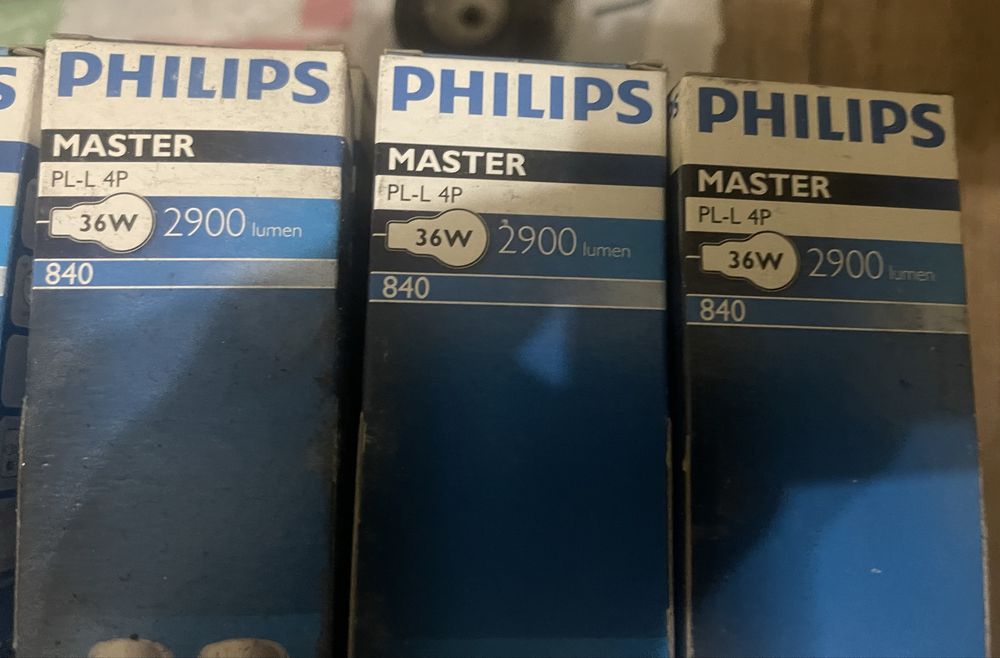 S
PHILIPS
MASTER
PL-L 4P
36W 2900 lumen
840
PHILIPS
MASTER
PL-L 4P
36W 2900 lumen
840
PHILIPS
MASTER
PL-L 4P
36W 2900 lumen
840